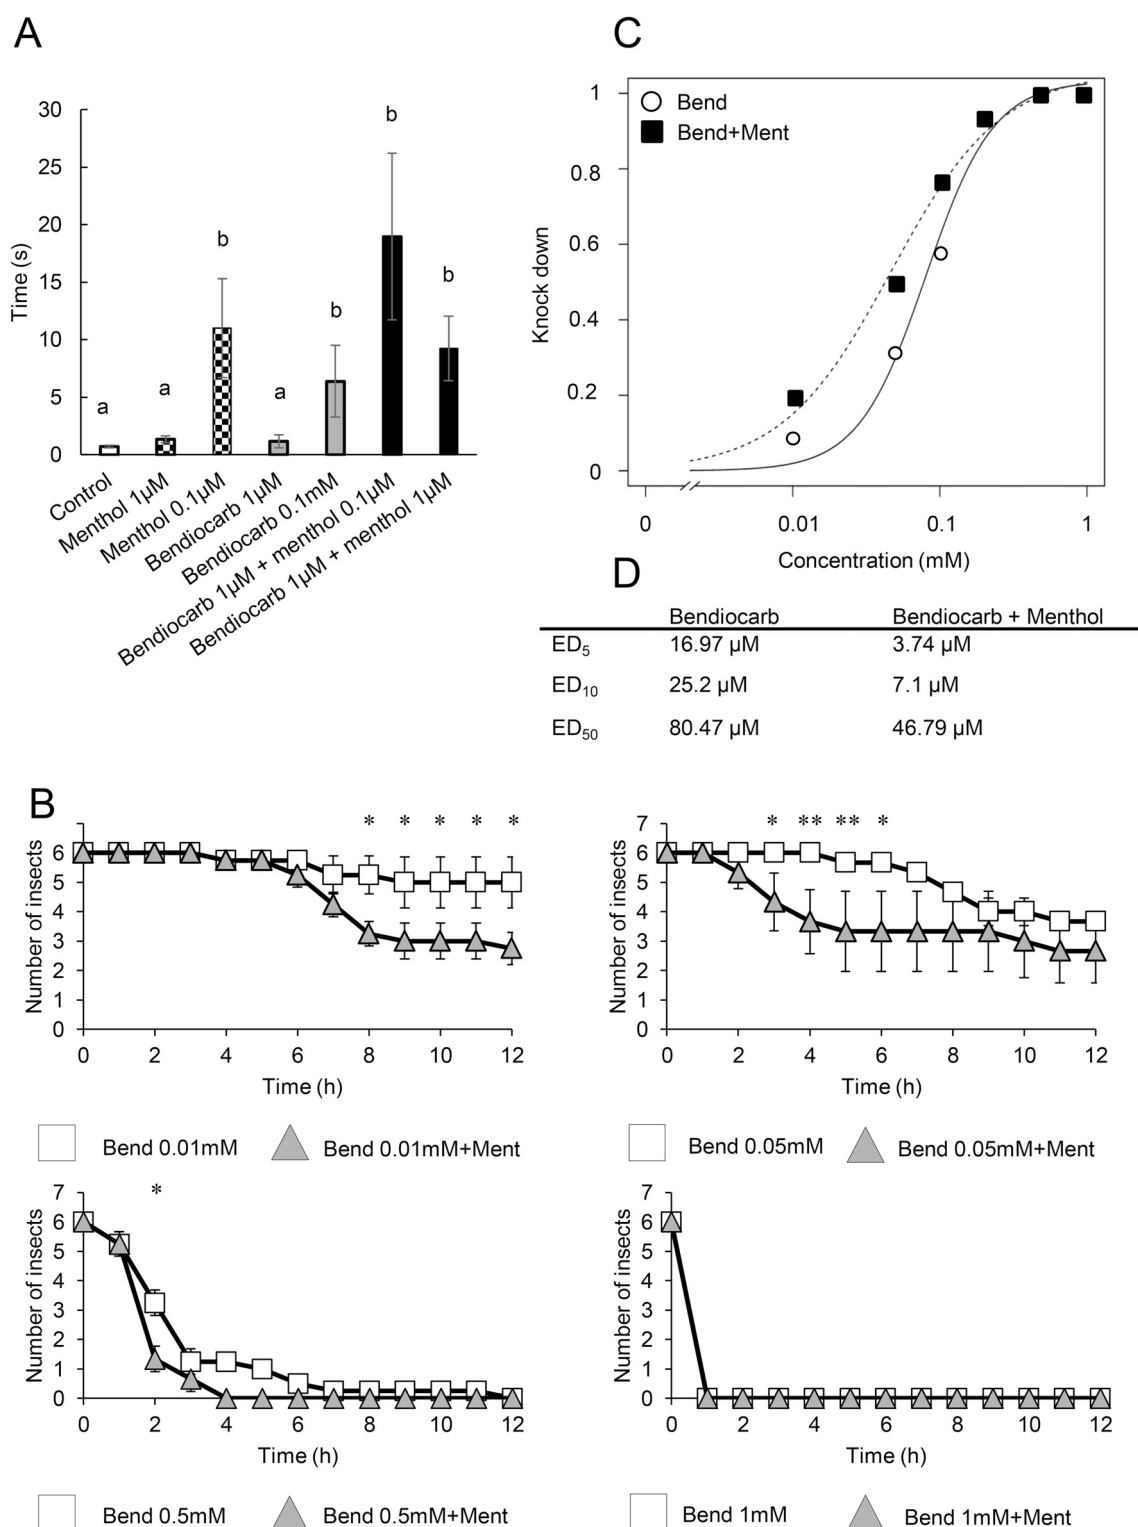 A
30
25
20
15
10
5
0
Time (s)
a
a
b
a
b
b
b
Control
Menthol 1µM
Menthol 0.1µM
Bendiocarb 1µM
Bendiocarb 0.1mM
Bendiocarb 1µM + menthol 0.1µM
Bendiocarb 1µM + menthol 1µM
C
Bend
Bend+Ment
1
0.8
0.6
0.4
0.2
0
Knock down
0
0.01
0.1
1
Concentration (mM)
D
Bendiocarb Bendiocarb + Menthol
ED5 16.97 µM 3.74 µM
ED10 25.2 µM 7.1 µM
ED50 80.47 µM 46.79 µM
B
* * * * *
6
5
4
3
2
1
0
Number of insects
0 2 4 6 8 10 12
Time (h)
Bend 0.01mM Bend 0.01mM+Ment
* ** ** *
7
6
5
4
3
2
1
0
Number of insects
0 2 4 6 8 10 12
Time (h)
Bend 0.05mM Bend 0.05mM+Ment
*
7
6
5
4
3
2
1
0
Number of insects
0 2 4 6 8 10 12
Time (h)
Bend 0.5mM Bend 0.5mM+Ment
7
6
5
4
3
2
1
0
Number of insects
0 2 4 6 8 10 12
Time (h)
Bend 1mM Bend 1mM+Ment